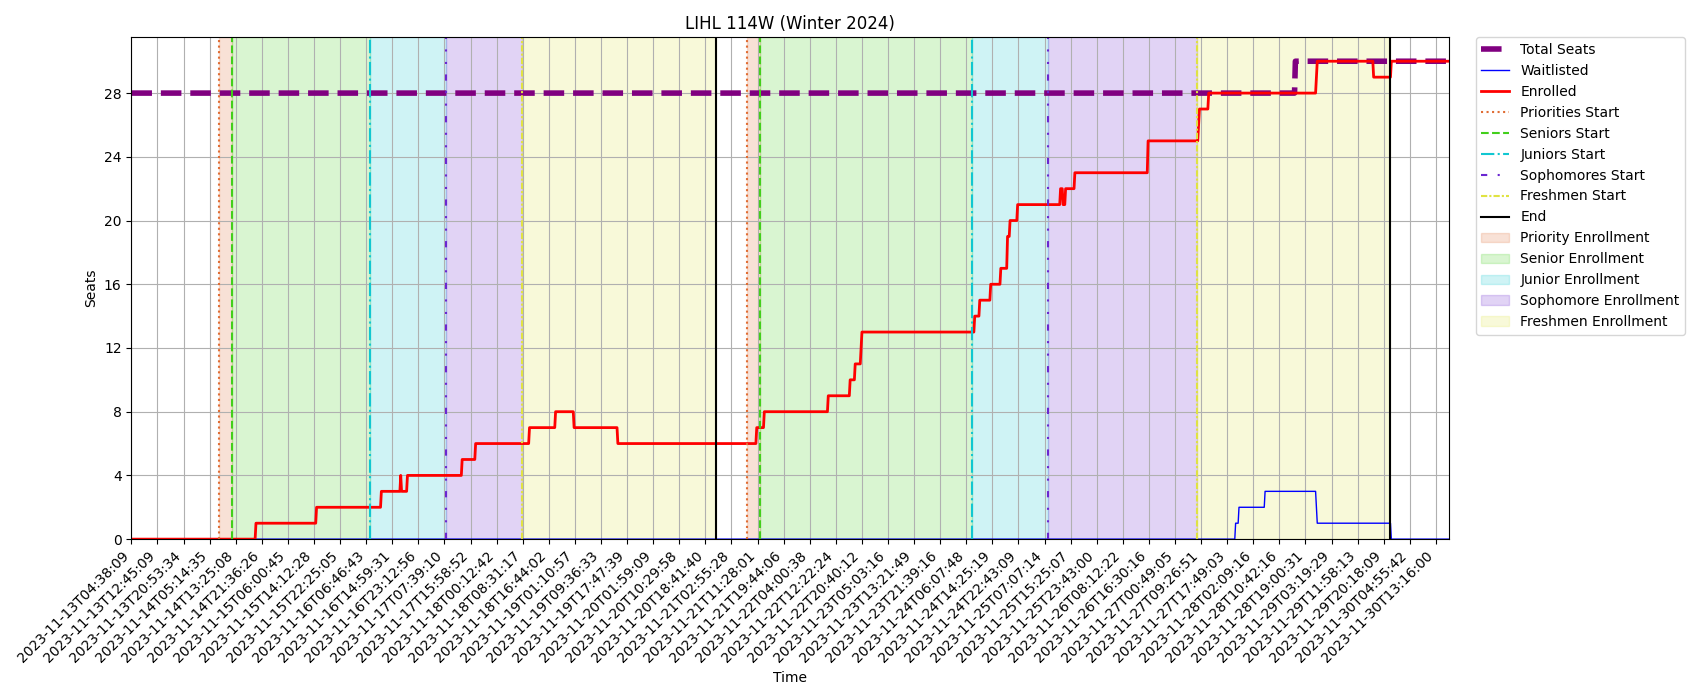 LIHL 114W (Winter 2024)
Seats
28
24
20
16
12
8
4
0
2023-11-13T04:38:09
2023-11-13T12:45:09
2023-11-13T20:53:34
2023-11-14T05:14:35
2023-11-14T13:25:08
2023-11-14T21:36:26
2023-11-15T06:00:45
2023-11-15T14:12:28
2023-11-15T22:25:05
2023-11-16T06:46:43
2023-11-16T14:59:31
2023-11-16T23:12:56
2023-11-17T07:39:10
2023-11-17T15:58:52
2023-11-18T00:12:42
2023-11-18T08:31:17
2023-11-18T16:44:02
2023-11-19T01:10:57
2023-11-19T09:36:33
2023-11-19T17:47:39
2023-11-20T01:59:09
2023-11-20T10:29:58
2023-11-20T18:41:40
2023-11-21T02:55:28
2023-11-21T11:28:01
2023-11-21T19:44:06
2023-11-22T04:00:38
2023-11-22T12:22:24
2023-11-22T20:40:12
2023-11-23T05:03:16
2023-11-23T13:21:49
2023-11-23T21:39:16
2023-11-24T06:07:48
2023-11-24T14:25:19
2023-11-24T22:43:09
2023-11-25T07:07:14
2023-11-25T15:25:07
2023-11-25T23:43:00
2023-11-26T08:12:22
2023-11-26T16:30:16
2023-11-27T00:49:05
2023-11-27T09:26:51
2023-11-27T17:49:03
2023-11-28T02:09:16
2023-11-28T10:42:16
2023-11-28T19:00:31
2023-11-29T03:19:29
2023-11-29T11:58:13
2023-11-29T20:18:09
2023-11-30T04:55:42
2023-11-30T13:16:00
Time
Total Seats
Waitlisted
Enrolled
Priorities Start
Seniors Start
Juniors Start
Sophomores Start
Freshmen Start
End
Priority Enrollment
Senior Enrollment
Junior Enrollment
Sophomore Enrollment
Freshmen Enrollment